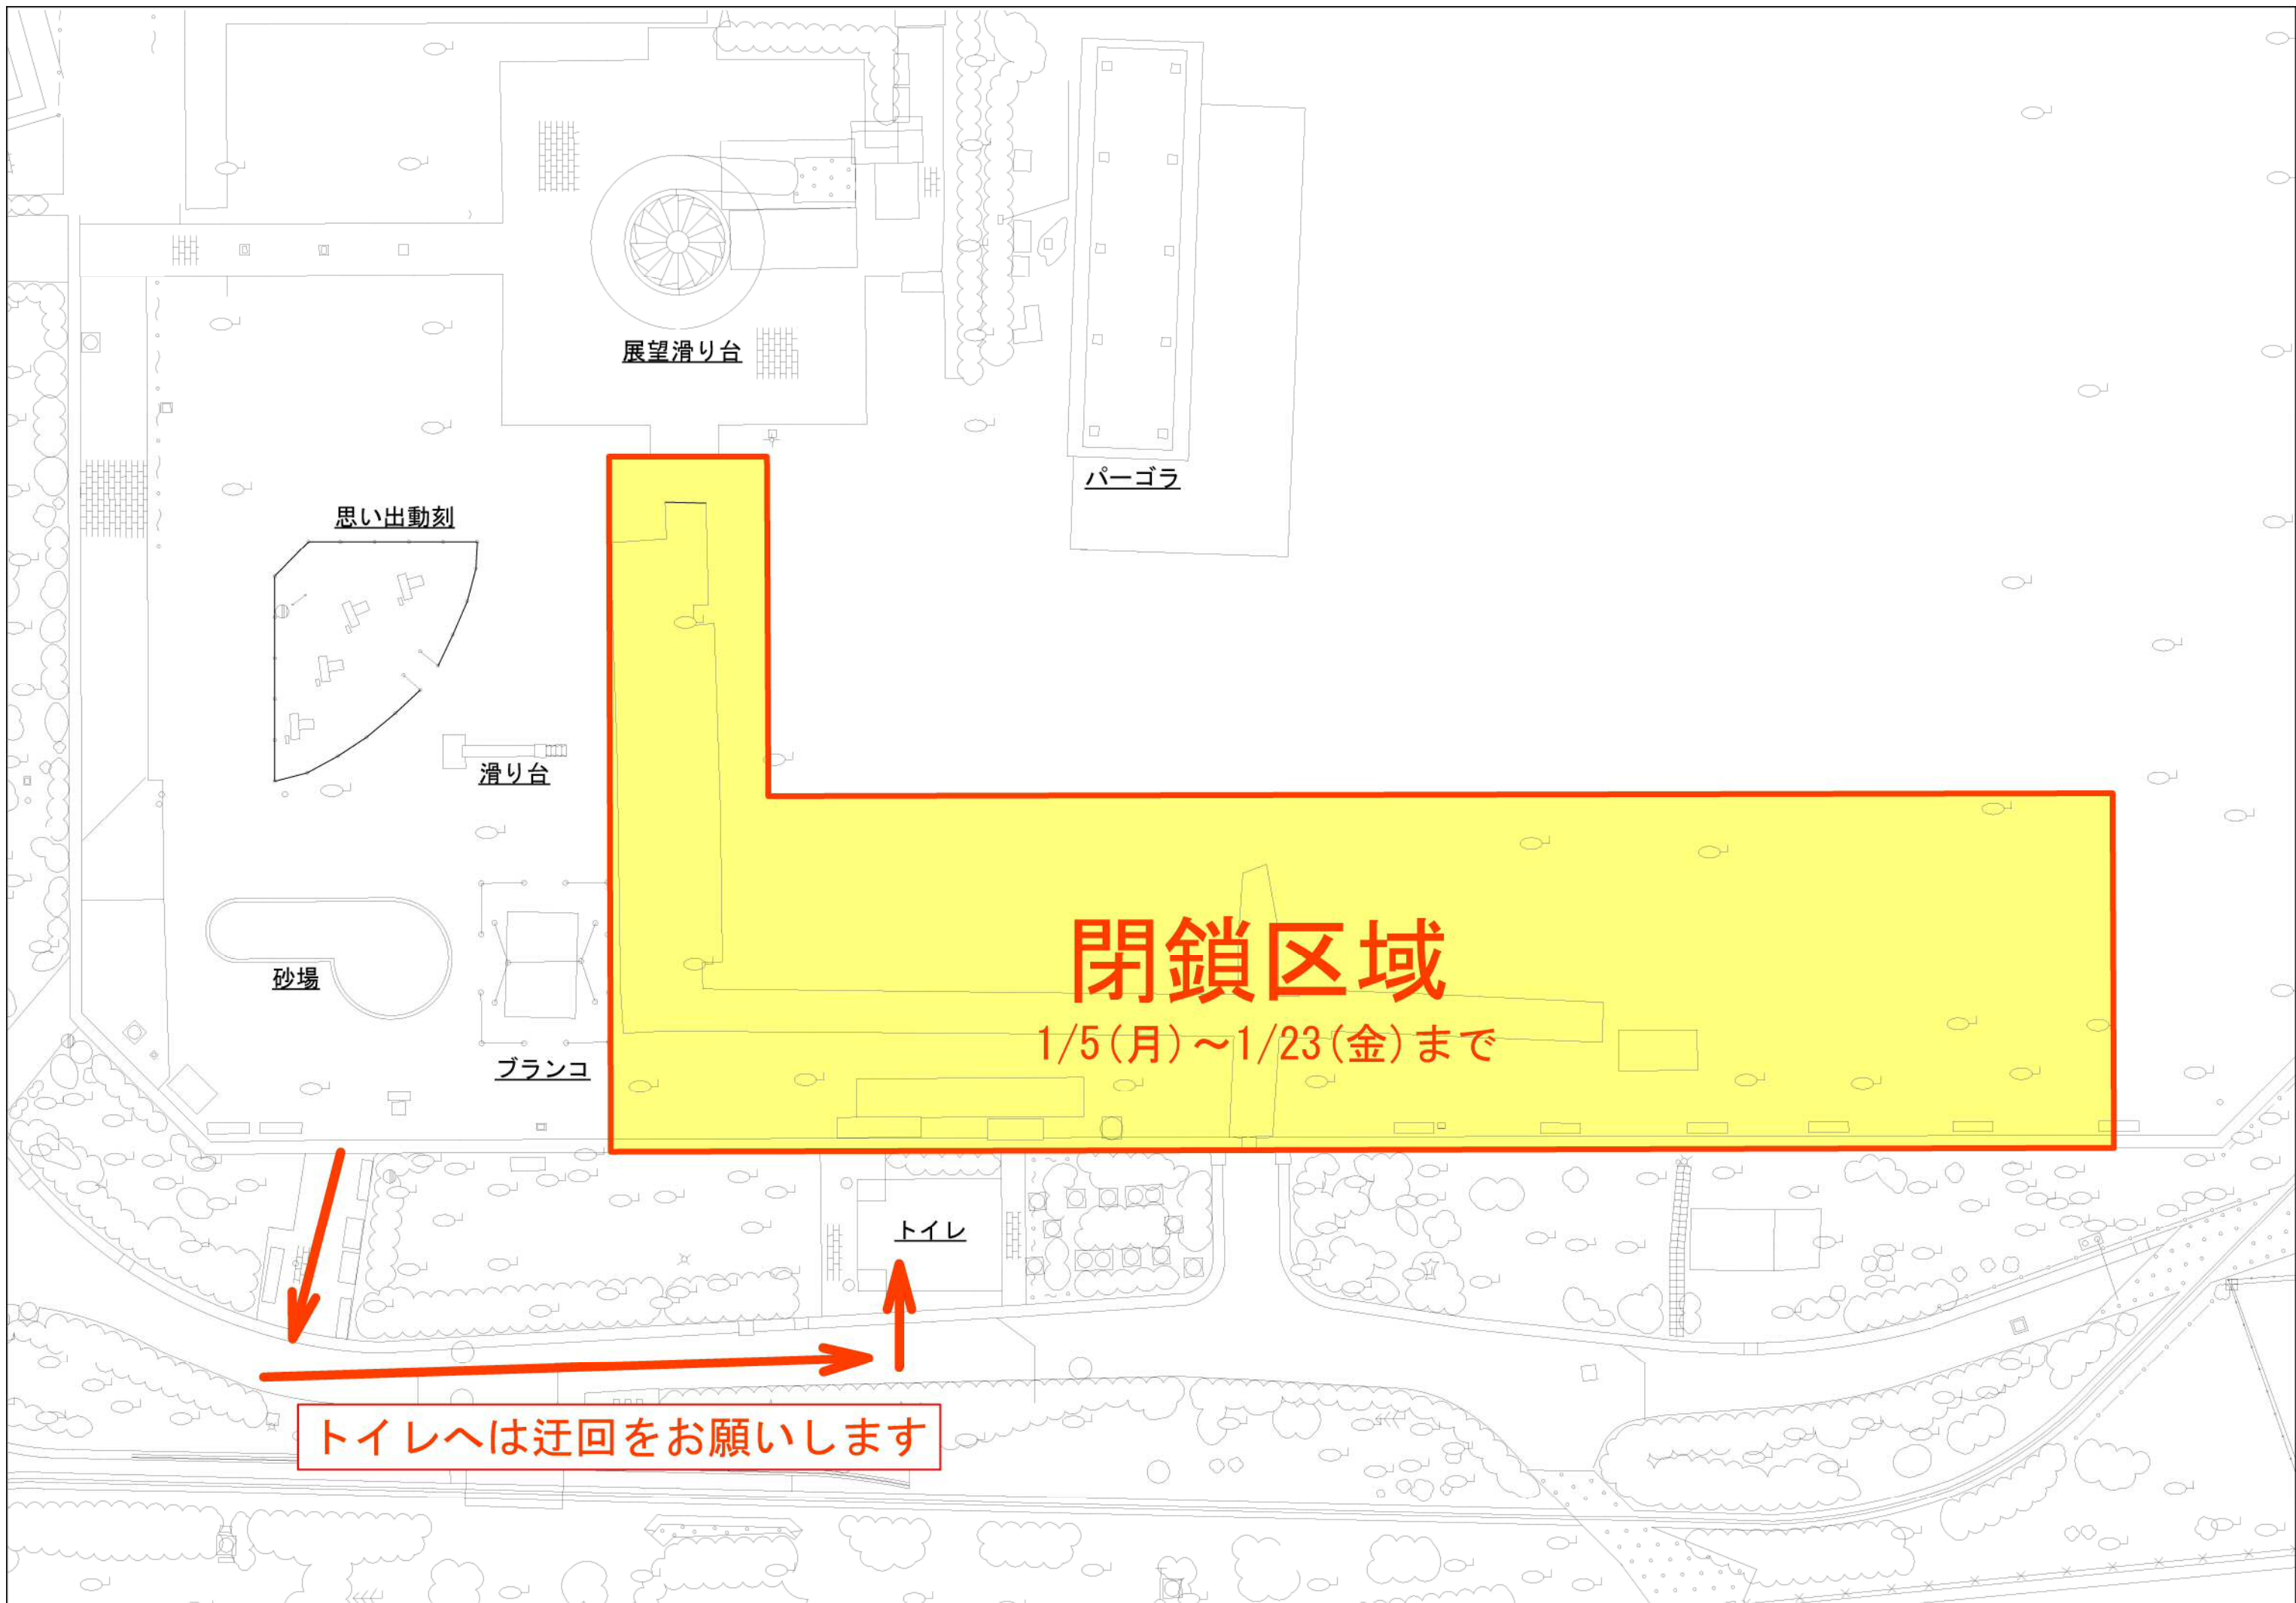 展望滑り台
パーゴラ
思い出動刻
滑り台
砂場
ブランコ
閉鎖区域
1/5(月)～1/23(金)まで
トイレ
トイレへは迂回をお願いします